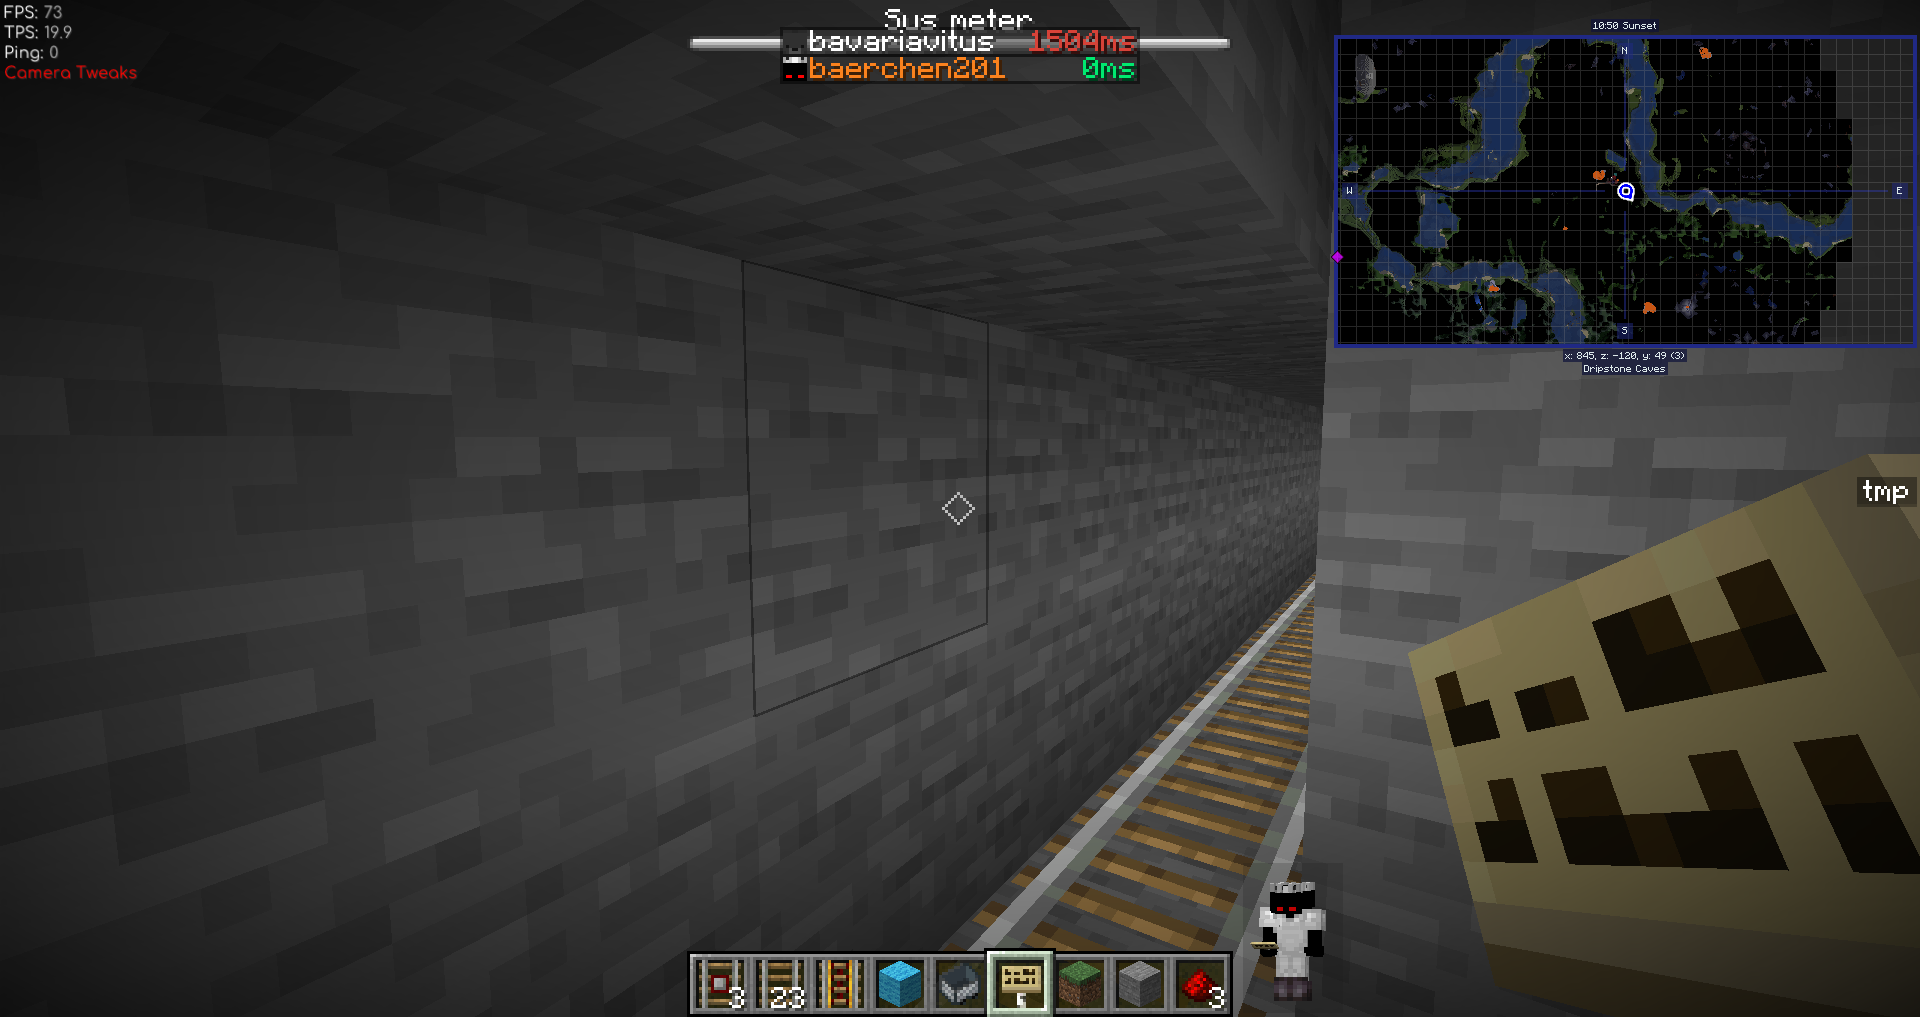 FPS: 73
TPS: 19.9
Ping: 0
Camera Tweaks
Sus meter
bavariavitus 1504ms
baerchen201 0ms
10:50 Sunset
N
W
E
S
x: 845, z: -120, y: 49 (3)
Dripstone Caves
tmp
3
23
5
3